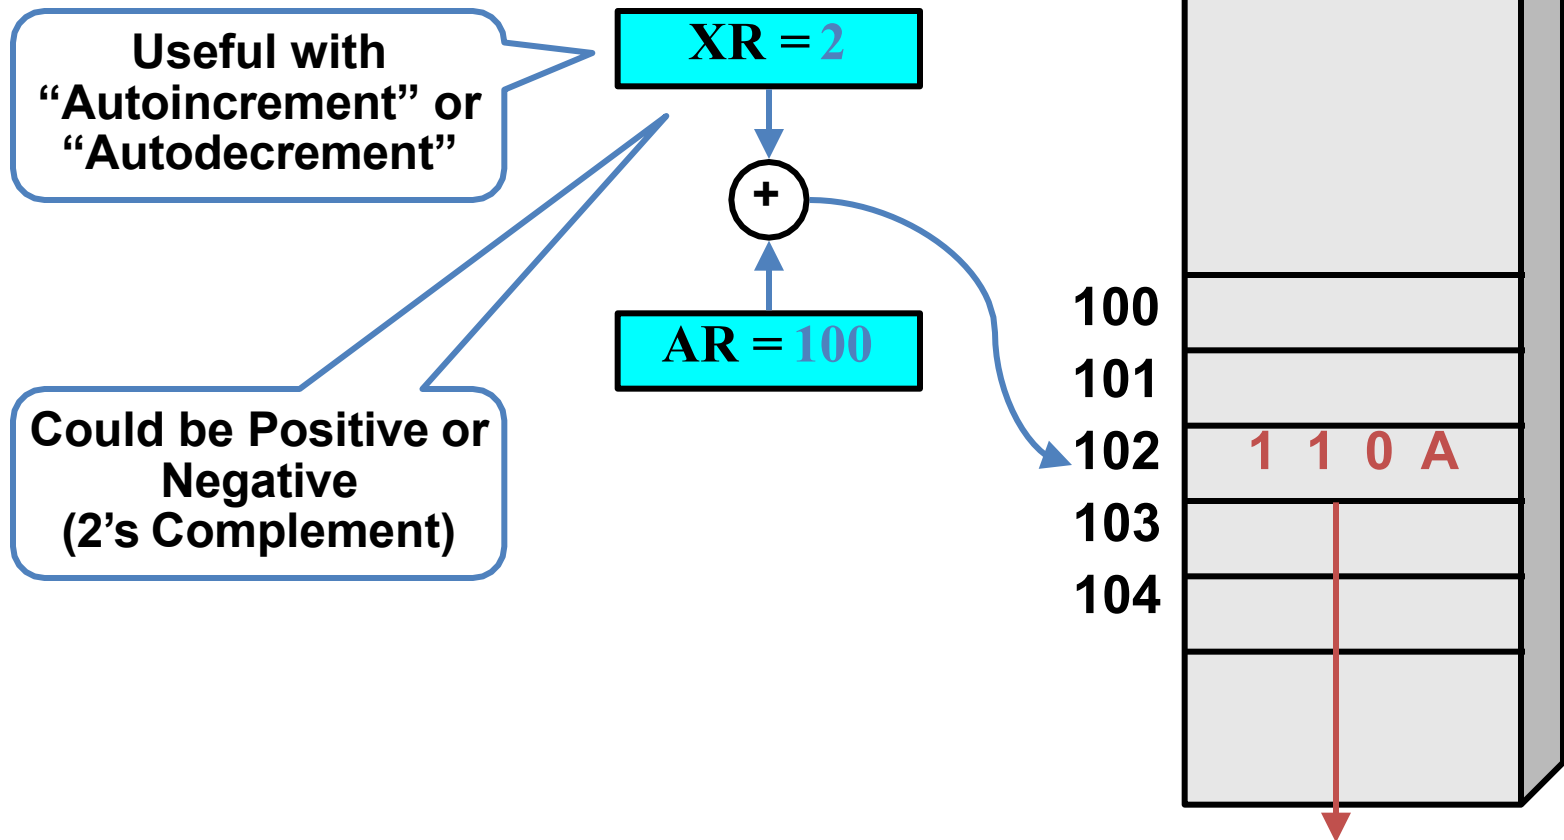 Useful with
“Autoincrement” or
“Autodecrement”
XR = 2
+
AR = 100
Could be Positive or
Negative
(2’s Complement)
100
101
102 1 1 0 A
103
104